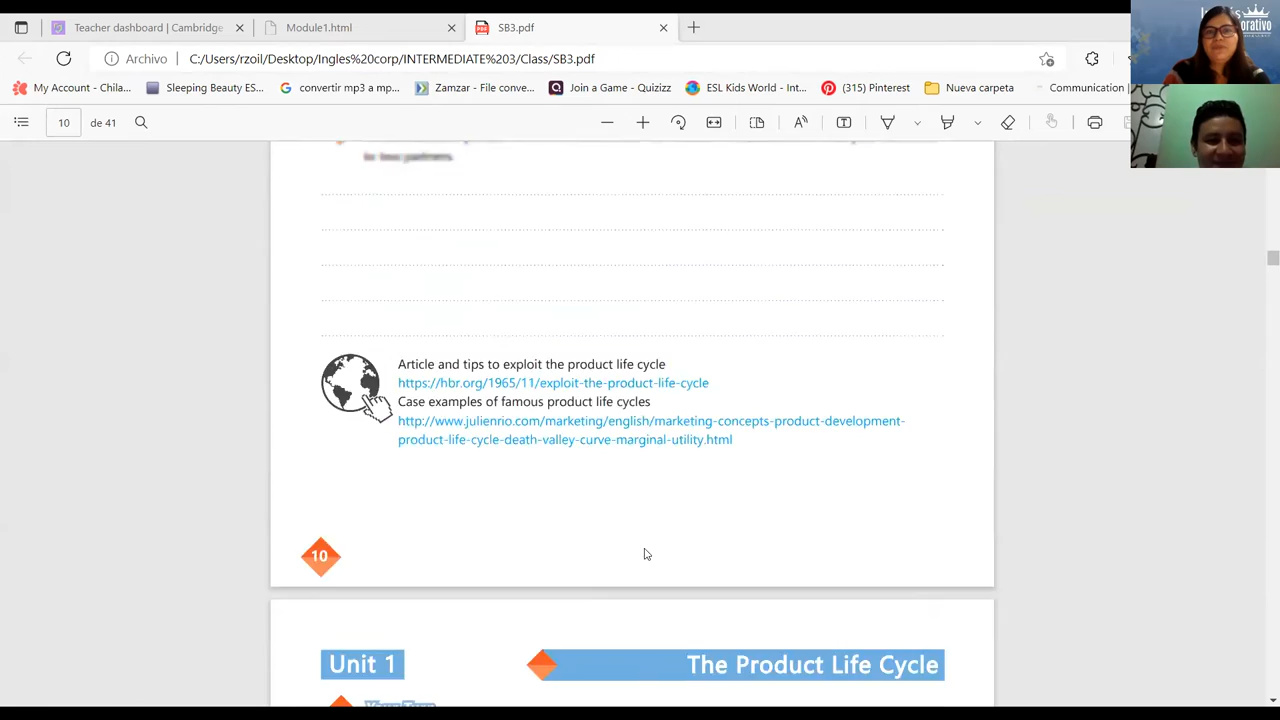 Teacher dashboard | Cambridge
Module1.html
SB3.pdf
Archivo
C:/Users/rzoil/Desktop/Ingles%20corp/INTERMEDIATE%203/Class/SB3.pdf
My Account - Chila...
Sleeping Beauty ES...
convertir mp3 a mp...
Zamzar - File conve...
Join a Game - Quizizz
ESL Kids World - Int...
(315) Pinterest
Nueva carpeta
Communication
10 de 41
to two partners.
Article and tips to exploit the product life cycle
https://hbr.org/1965/11/exploit-the-product-life-cycle
Case examples of famous product life cycles
http://www.julienrio.com/marketing/english/marketing-concepts-product-development-
product-life-cycle-death-valley-curve-marginal-utility.html
10
Unit 1
The Product Life Cycle
Your Turn